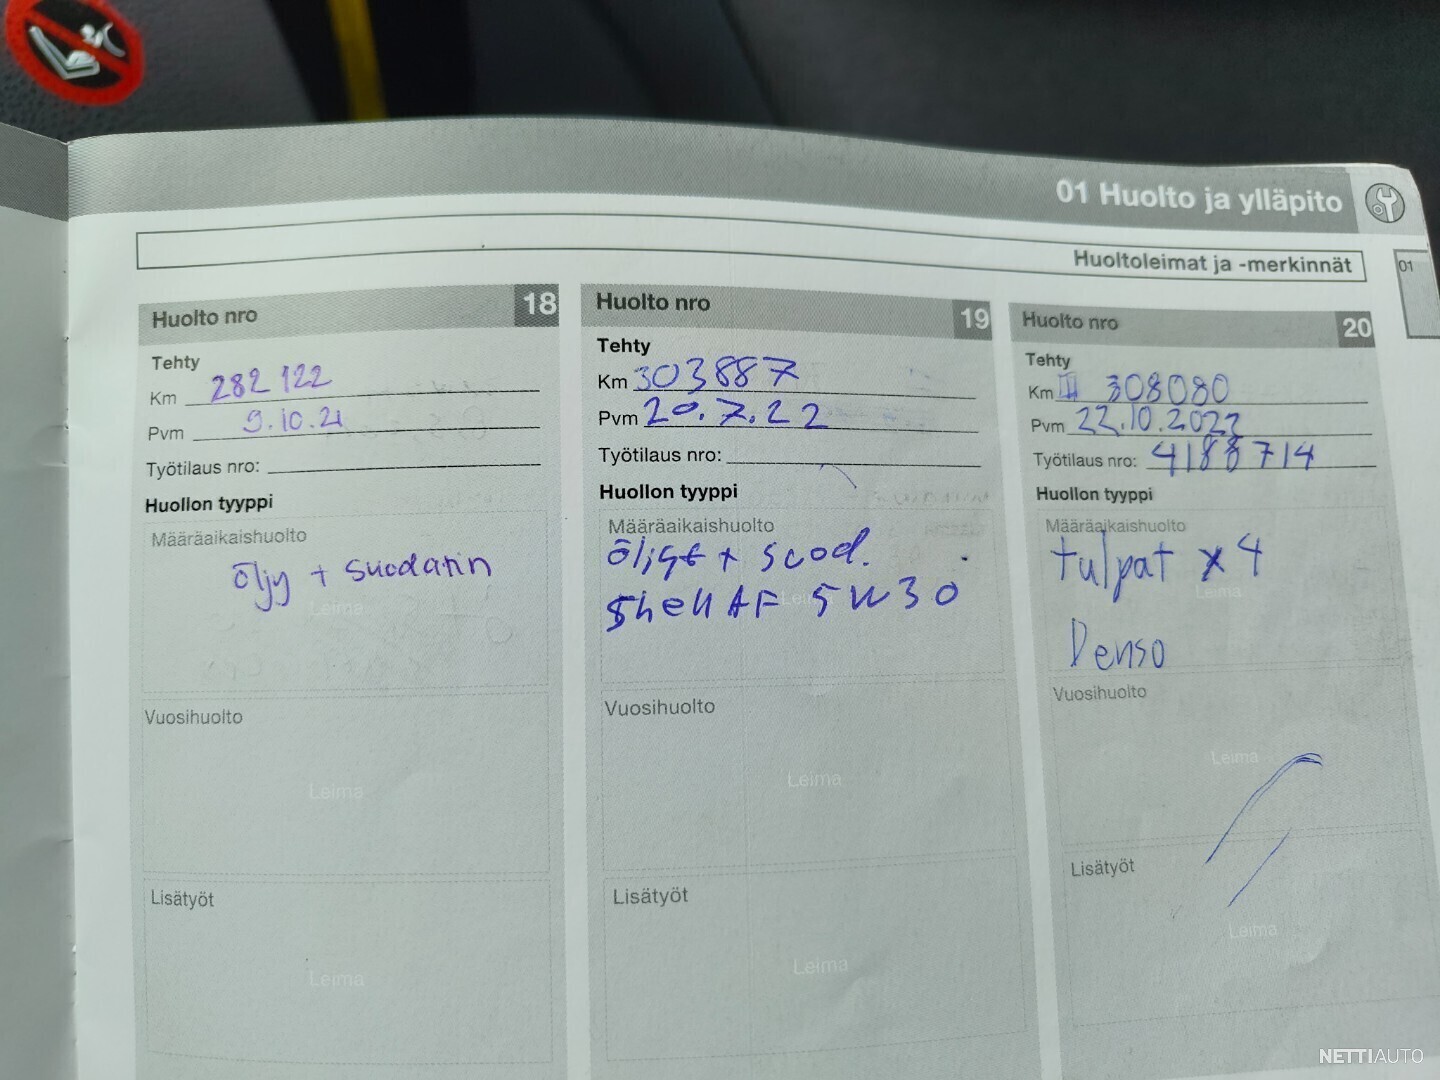 01 Huolto ja ylläpito
Huoltoleimat ja -merkinnät
01
Huolto nro 18
Tehty
Km 282 122
Pvm 9.10.21
Työtilaus nro:
Huollon tyyppi
Määräaikaishuolto
öljy + suodatin
Leima
Vuosihuolto
Leima
Lisätyöt
Leima
Huolto nro 19
Tehty
Km 303887
Pvm 20.7.22
Työtilaus nro:
Huollon tyyppi
Määräaikaishuolto
öljyt + suod.
Shell AF 5W30
Leima
Vuosihuolto
Leima
Lisätyöt
Leima
Huolto nro 20
Tehty
Km 308080
Pvm 22.10.2022
Työtilaus nro: 4188714
Huollon tyyppi
Määräaikaishuolto
tulpat x 4
Leima
Denso
Vuosihuolto
Leima
Lisätyöt
Leima
NETTIAUTO